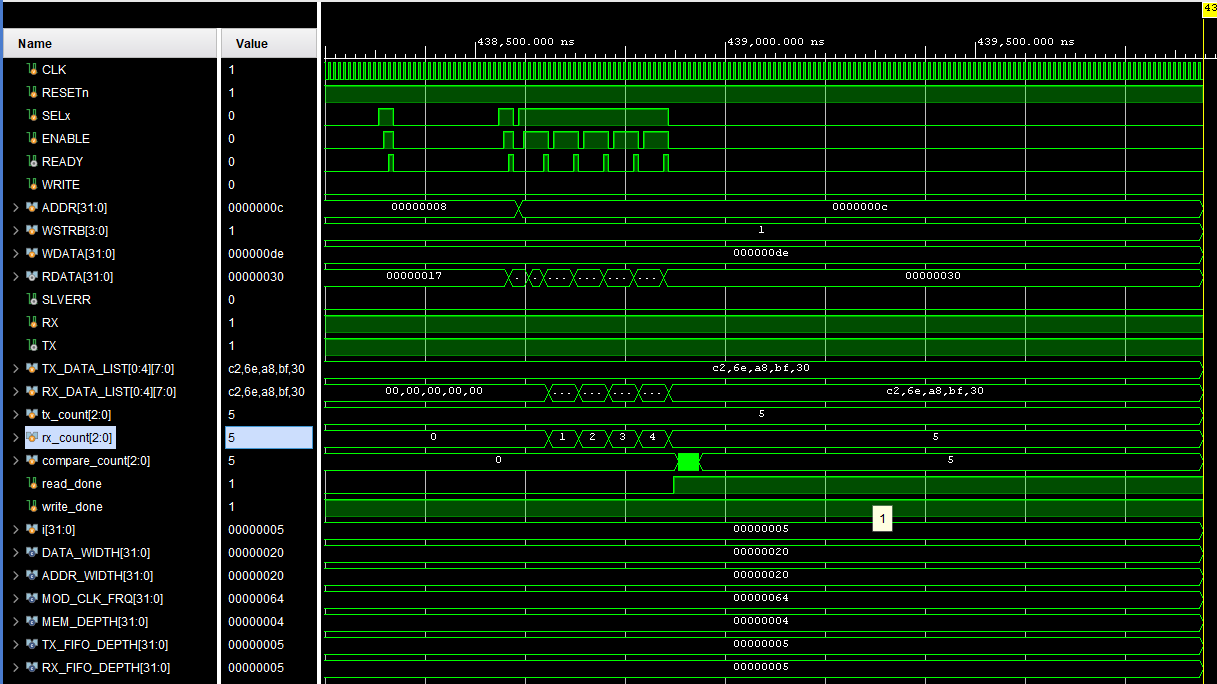 43
438,500.000 ns 439,000.000 ns 439,500.000 ns
Name Value
CLK 1
RESETn 1
SELx 0
ENABLE 0
READY 0
WRITE 0
ADDR[31:0] 0000000c 00000008 0000000c
WSTRB[3:0] 1 1
WDATA[31:0] 000000de 000000de
RDATA[31:0] 00000030 00000017 . . ... ... ... ... 00000030
SLVERR 0
RX 1
TX 1
TX_DATA_LIST[0:4][7:0] c2,6e,a8,bf,30 c2,6e,a8,bf,30
RX_DATA_LIST[0:4][7:0] c2,6e,a8,bf,30 00,00,00,00,00 ... ... ... ... c2,6e,a8,bf,30
tx_count[2:0] 5 5
rx_count[2:0] 5 0 1 2 3 4 5
compare_count[2:0] 5 0 5
read_done 1
write_done 1
1
i[31:0] 00000005 00000005
DATA_WIDTH[31:0] 00000020 00000020
ADDR_WIDTH[31:0] 00000020 00000020
MOD_CLK_FRQ[31:0] 00000064 00000064
MEM_DEPTH[31:0] 00000004 00000004
TX_FIFO_DEPTH[31:0] 00000005 00000005
RX_FIFO_DEPTH[31:0] 00000005 00000005